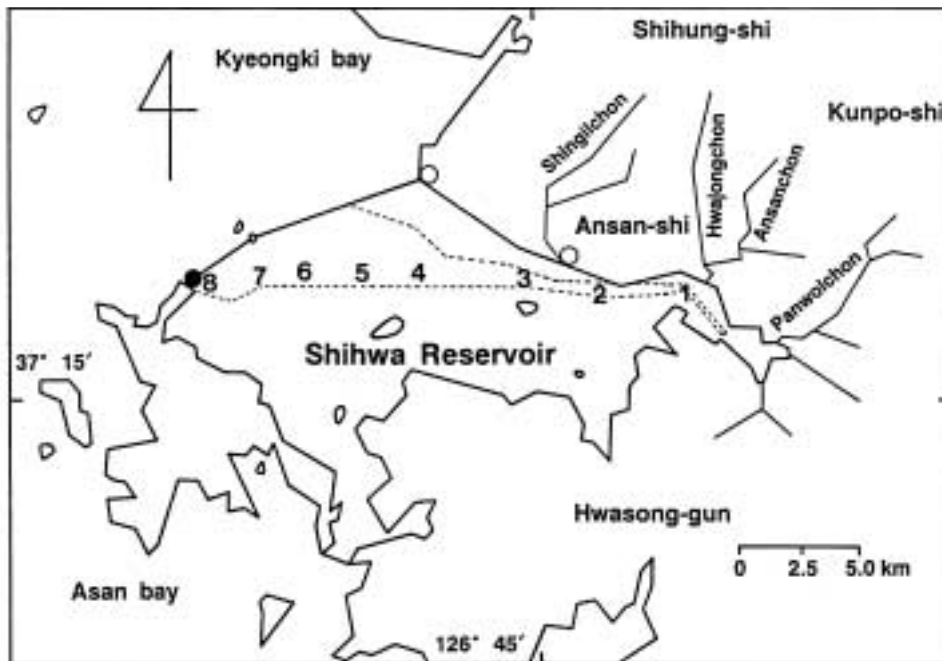 Shihung-shi
Kyeongki bay
Kunpo-shi
Shingilchon
Hwajongchon
Ansanchon
Ansan-shi
Panwolchon
8 7 6 5 4 3 2 1
Shihwa Reservoir
37° 15′
Hwasong-gun
0 2.5 5.0 km
Asan bay
126° 45′